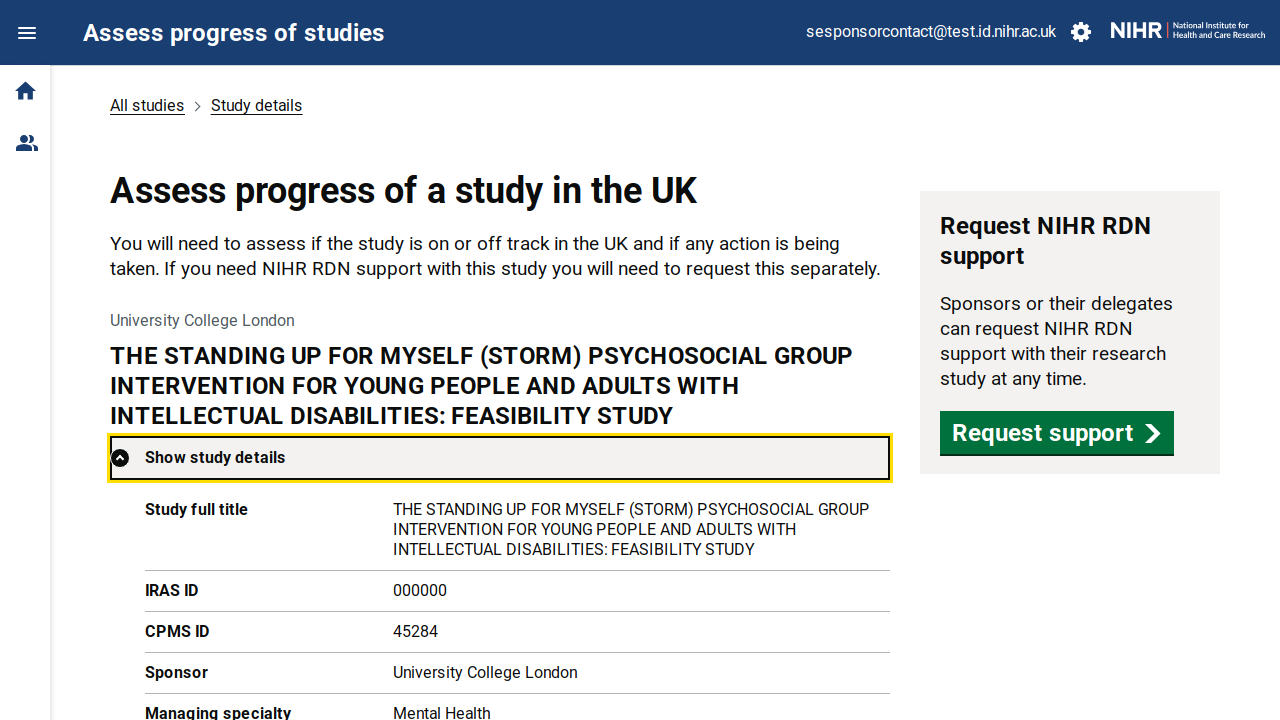 Assess progress of studies
sesponsorcontact@test.id.nihr.ac.uk
NIHR
National Institute for
Health and Care Research
All studies
Study details
Assess progress of a study in the UK
You will need to assess if the study is on or off track in the UK and if any action is being
taken. If you need NIHR RDN support with this study you will need to request this separately.
University College London
THE STANDING UP FOR MYSELF (STORM) PSYCHOSOCIAL GROUP
INTERVENTION FOR YOUNG PEOPLE AND ADULTS WITH
INTELLECTUAL DISABILITIES: FEASIBILITY STUDY
Show study details
Study full title
THE STANDING UP FOR MYSELF (STORM) PSYCHOSOCIAL GROUP
INTERVENTION FOR YOUNG PEOPLE AND ADULTS WITH
INTELLECTUAL DISABILITIES: FEASIBILITY STUDY
IRAS ID
000000
CPMS ID
45284
Sponsor
University College London
Managing specialty
Mental Health
Request NIHR RDN
support
Sponsors or their delegates
can request NIHR RDN
support with their research
study at any time.
Request support